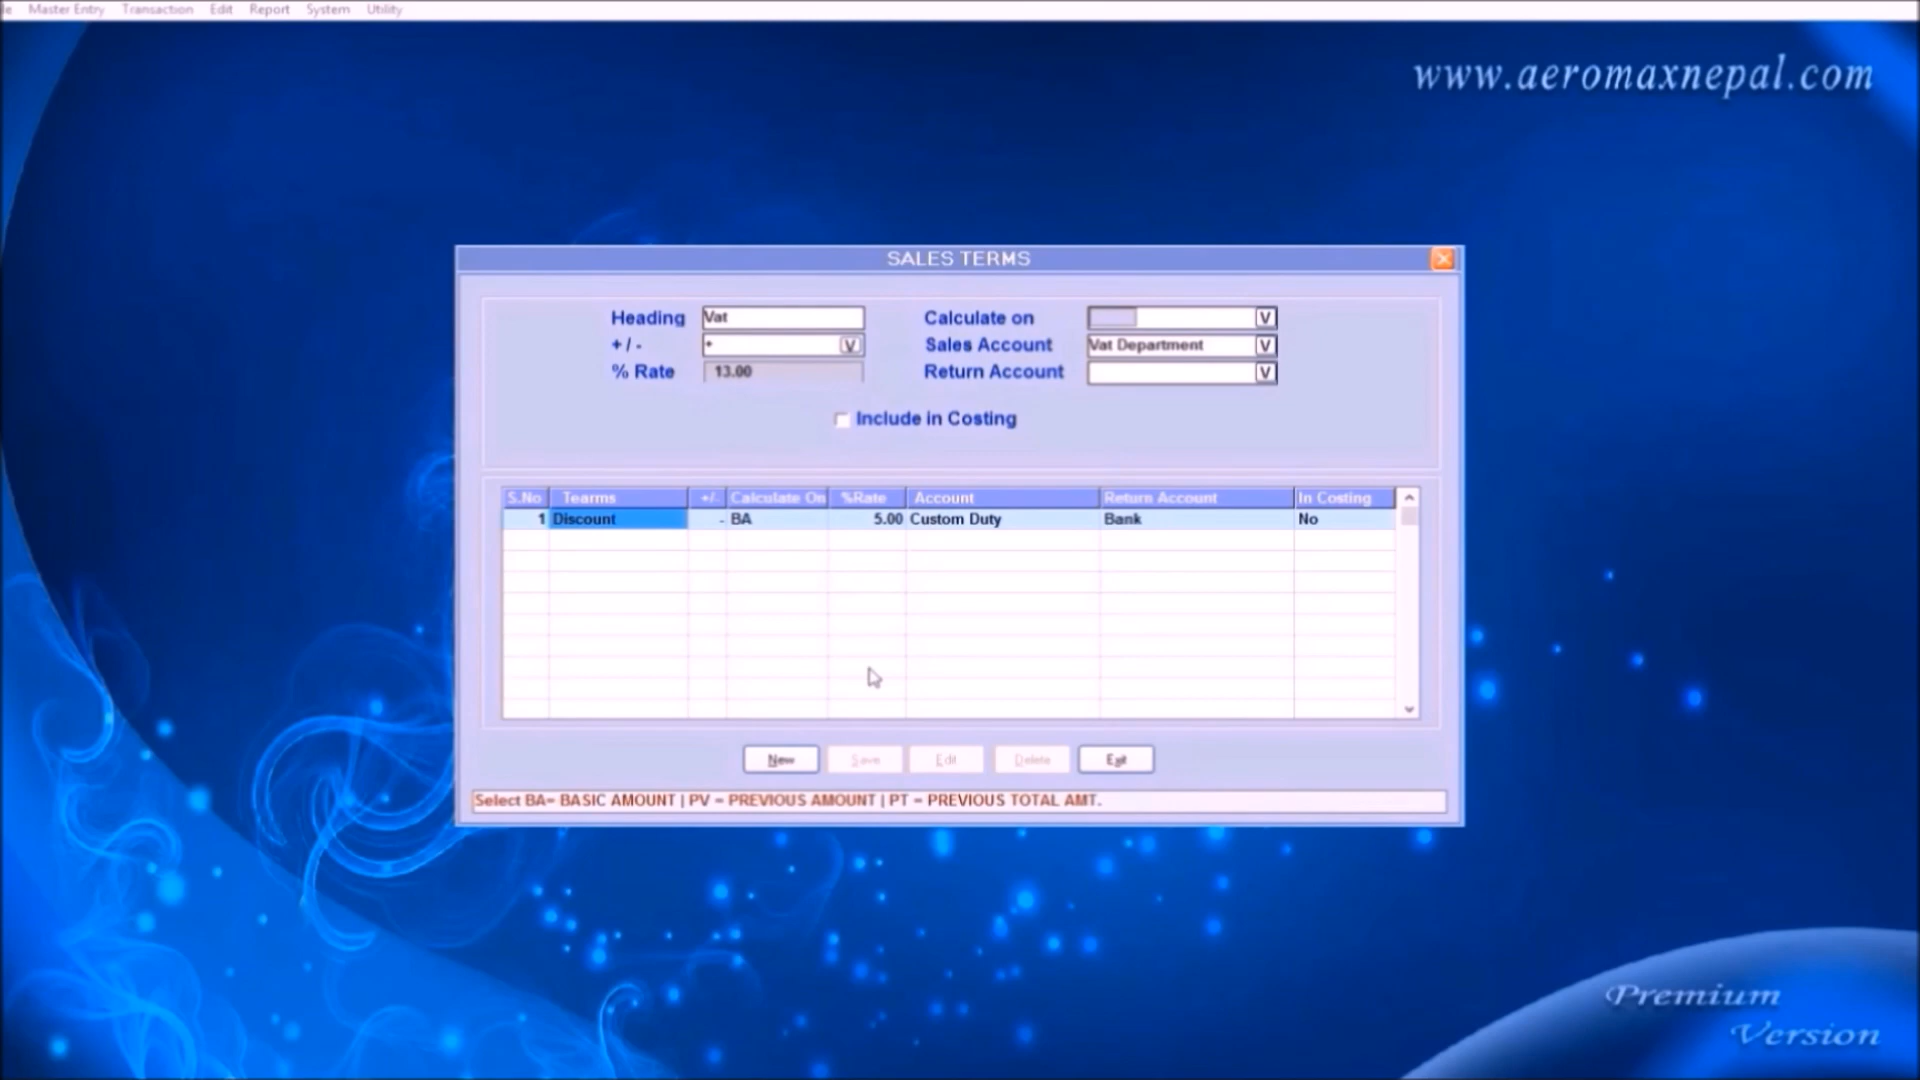 le Master Entry Transaction Edit Report System Utility
www.aeromaxnepal.com
SALES TERMS
Heading Vat Calculate on V
+ / - + V Sales Account Vat Department V
% Rate 13.00 Return Account V
Include in Costing
S.No Tearms +/- Calculate On %Rate Account Return Account In Costing
1 Discount - BA 5.00 Custom Duty Bank No
New Save Edit Delete Exit
Select BA= BASIC AMOUNT | PV = PREVIOUS AMOUNT | PT = PREVIOUS TOTAL AMT.
Premium
Version